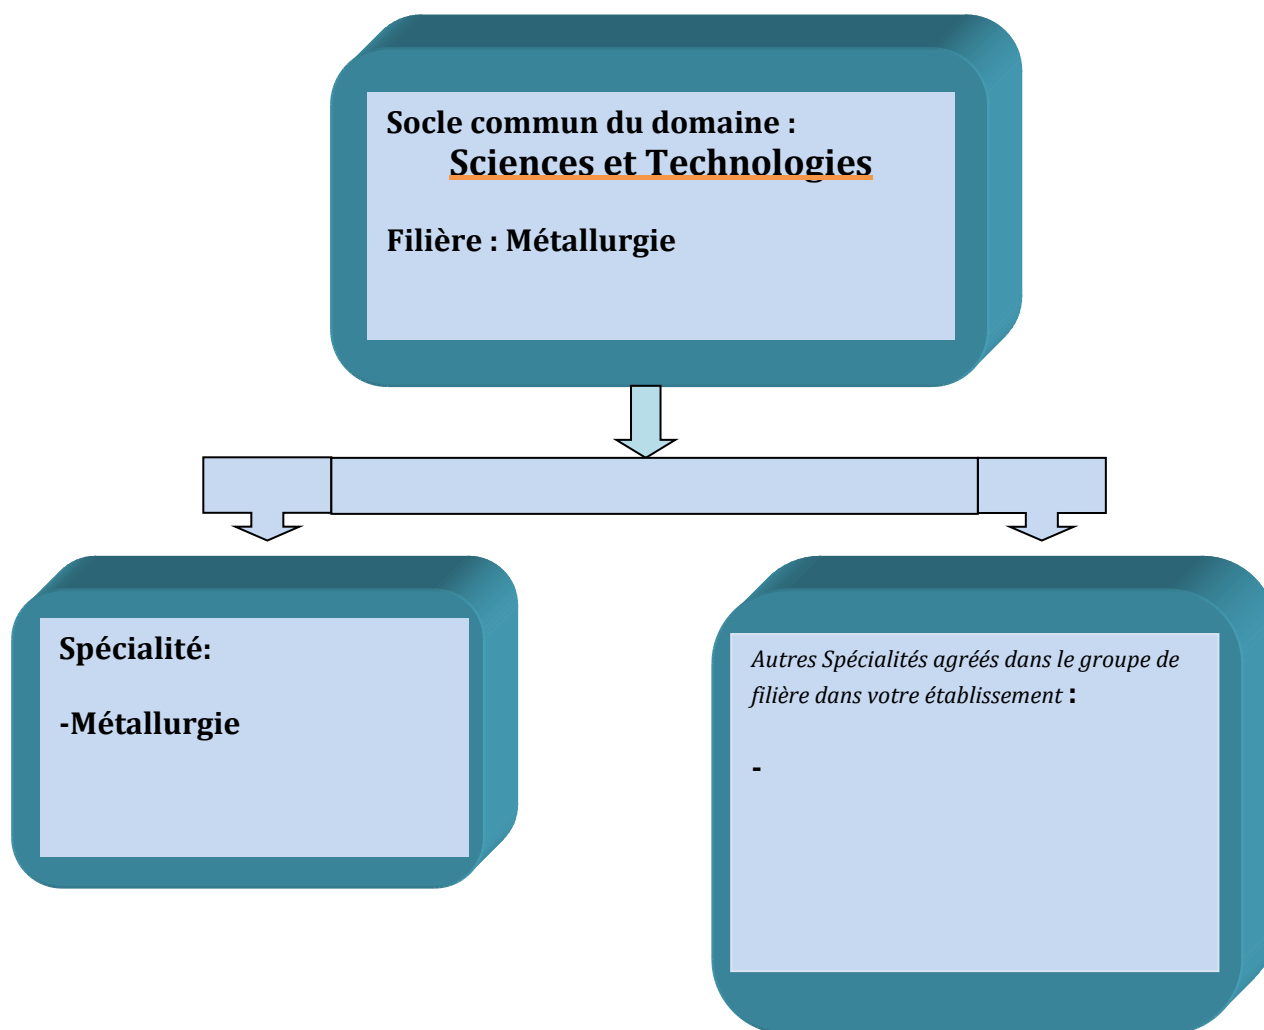 Socle commun du domaine :
Sciences et Technologies
Filière : Métallurgie
Spécialité:
-Métallurgie
Autres Spécialités agréés dans le groupe de
filière dans votre établissement :
-